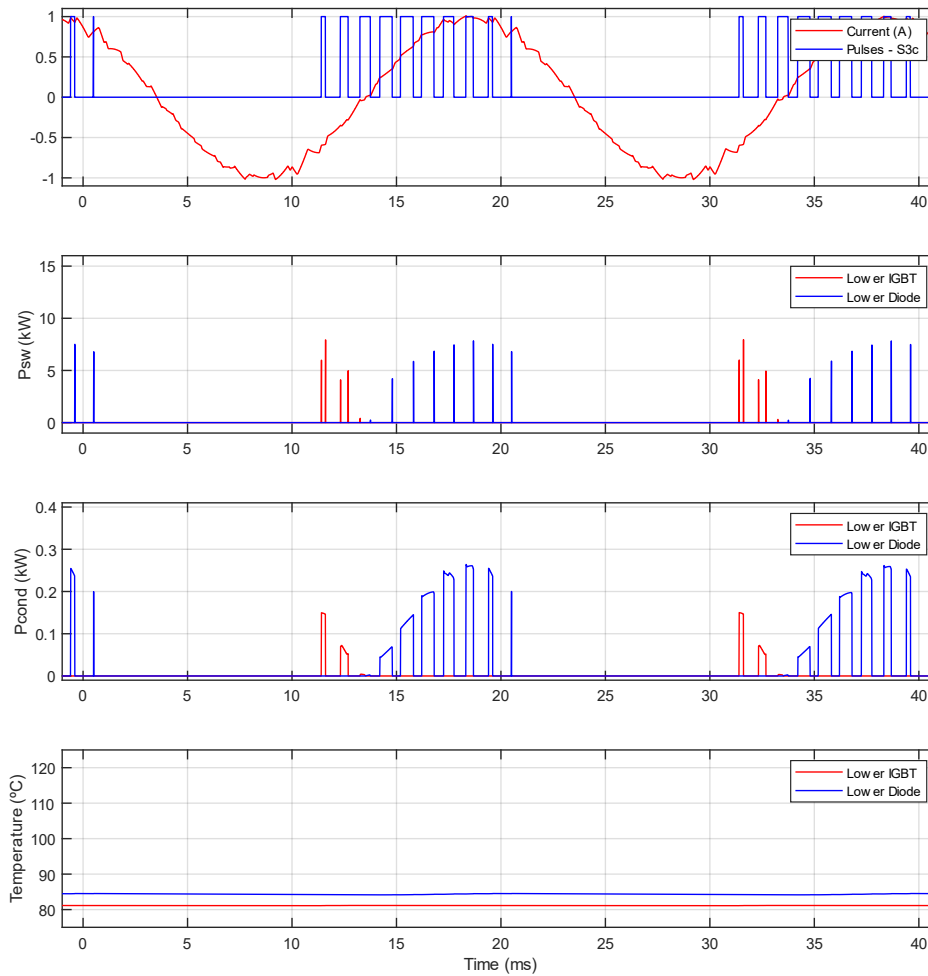 1
0.5
0
-0.5
-1
Current (A)
Pulses - S3c
0 5 10 15 20 25 30 35 40
Psw (kW)
15
10
5
0
Lower IGBT
Lower Diode
0 5 10 15 20 25 30 35 40
Pcond (kW)
0.4
0.3
0.2
0.1
0
Lower IGBT
Lower Diode
0 5 10 15 20 25 30 35 40
Temperature (ºC)
120
110
100
90
80
Lower IGBT
Lower Diode
0 5 10 15 20 25 30 35 40
Time (ms)